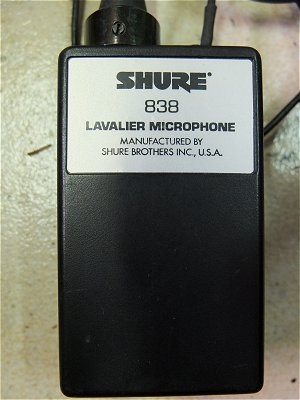 SHURE®
838
LAVALIER MICROPHONE
MANUFACTURED BY
SHURE BROTHERS INC., U.S.A.